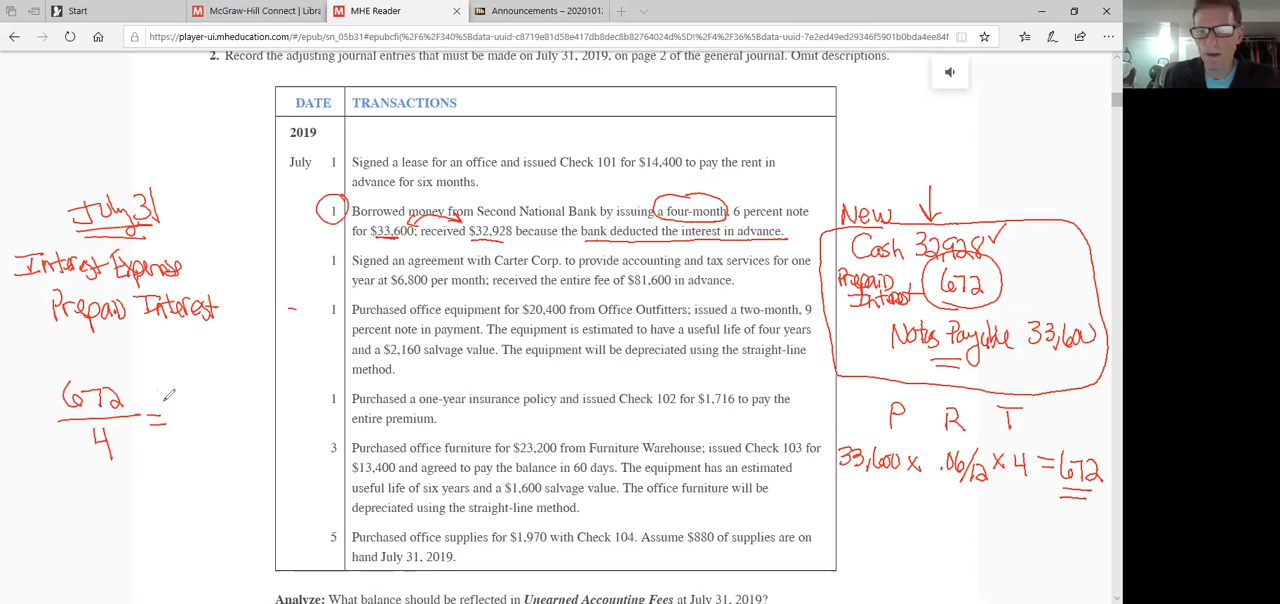 Start
McGraw-Hill Connect | Libra
MHE Reader
Announcements – 2020101
https://player-ui.mheducation.com/#/epub/sn_05b31#epubcfi(%2F6%2F340%5Bdata-uuid-c8719e81d58e417dbc8b82764024d%5D!%2F4%2F36%5Bdata-uuid-7e2ed49ed29346f5901b0bda4ee84f
2. Record the adjusting journal entries that must be made on July 31, 2019, on page 2 of the general journal. Omit descriptions.
DATE TRANSACTIONS
2019
July 1 Signed a lease for an office and issued Check 101 for $14,400 to pay the rent in
advance for six months.
1 Borrowed money from Second National Bank by issuing a four-month, 6 percent note
for $33,600; received $32,928 because the bank deducted the interest in advance.
1 Signed an agreement with Carter Corp. to provide accounting and tax services for one
year at $6,800 per month; received the entire fee of $81,600 in advance.
1 Purchased office equipment for $20,400 from Office Outfitters; issued a two-month, 9
percent note in payment. The equipment is estimated to have a useful life of four years
and a $2,160 salvage value. The equipment will be depreciated using the straight-line
method.
1 Purchased a one-year insurance policy and issued Check 102 for $1,716 to pay the
entire premium.
3 Purchased office furniture for $23,200 from Furniture Warehouse; issued Check 103 for
$13,400 and agreed to pay the balance in 60 days. The equipment has an estimated
useful life of six years and a $1,600 salvage value. The office furniture will be
depreciated using the straight-line method.
5 Purchased office supplies for $1,970 with Check 104. Assume $880 of supplies are on
hand July 31, 2019.
Analyze: What balance should be reflected in Unearned Accounting Fees at July 31, 2019?
July 31
Interest Expense
Prepaid Interest
672
4
=
New
Cash 32,928 ✓
Prepaid
Interest 672
Notes Payable 33,600
P R T
33,600 × .06/12 × 4 = 672